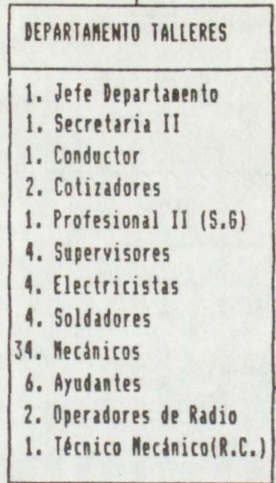 DEPARTAMENTO TALLERES
1. Jefe Departamento
1. Secretaria II
1. Conductor
2. Cotizadores
1. Profesional II (S.G)
4. Supervisores
4. Electricistas
4. Soldadores
34. Mecánicos
6. Ayudantes
2. Operadores de Radio
1. Técnico Mecánico(R.C.)